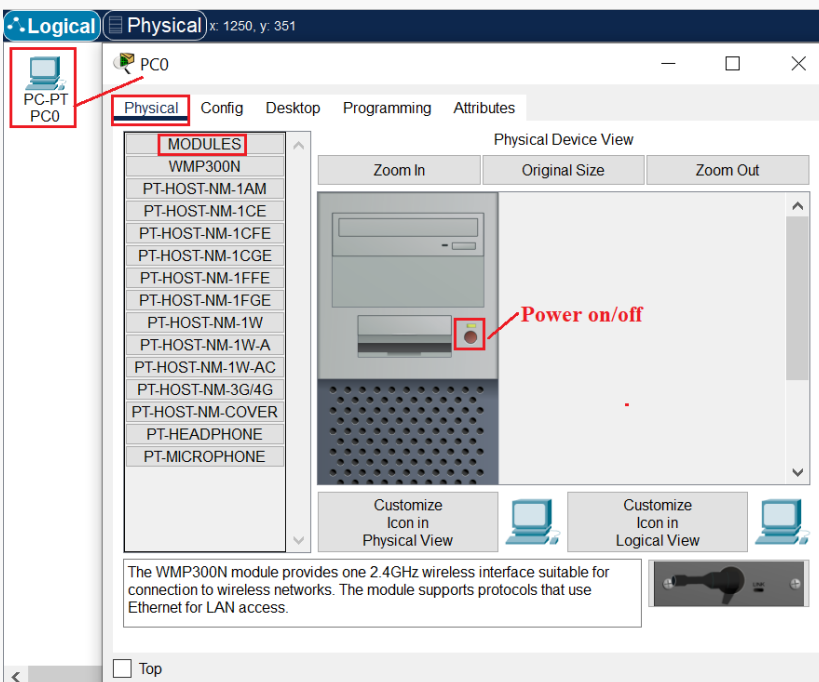 Logical Physical x: 1250, y: 351
PC-PT
PC0
PC0
Physical Config Desktop Programming Attributes
MODULES
WMP300N
PT-HOST-NM-1AM
PT-HOST-NM-1CE
PT-HOST-NM-1CFE
PT-HOST-NM-1CGE
PT-HOST-NM-1FFE
PT-HOST-NM-1FGE
PT-HOST-NM-1W
PT-HOST-NM-1W-A
PT-HOST-NM-1W-AC
PT-HOST-NM-3G/4G
PT-HOST-NM-COVER
PT-HEADPHONE
PT-MICROPHONE
Physical Device View
Zoom In Original Size Zoom Out
Power on/off
Customize
Icon in
Physical View
Customize
Icon in
Logical View
The WMP300N module provides one 2.4GHz wireless interface suitable for
connection to wireless networks. The module supports protocols that use
Ethernet for LAN access.
Top